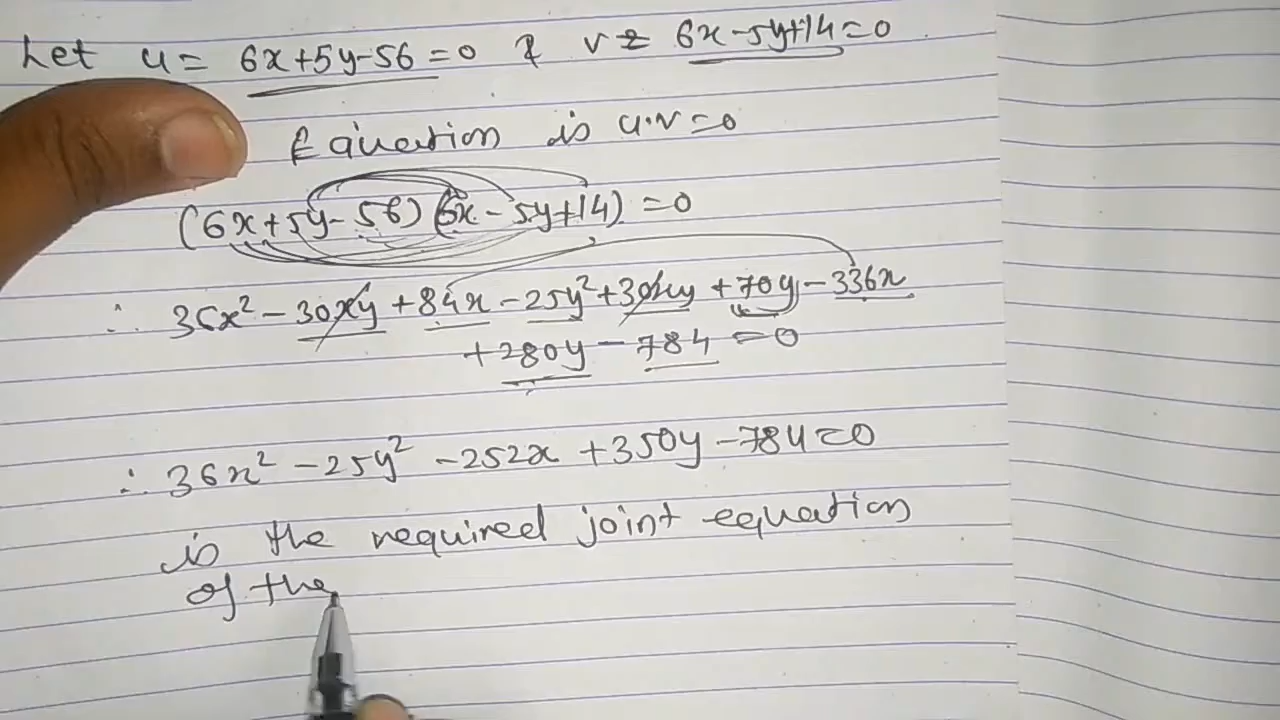 Let u = 6x+5y-56 = 0 & v = 6x-5y+14=0
Equation is u.v=0
(6x+5y-56)(6x-5y+14) = 0
∴ 36x² - 30xy + 84x - 25y² + 30xy + 70y - 336x
+280y - 784 = 0
∴ 36x² - 25y² - 252x + 350y - 784 = 0
is the required joint equation
of the